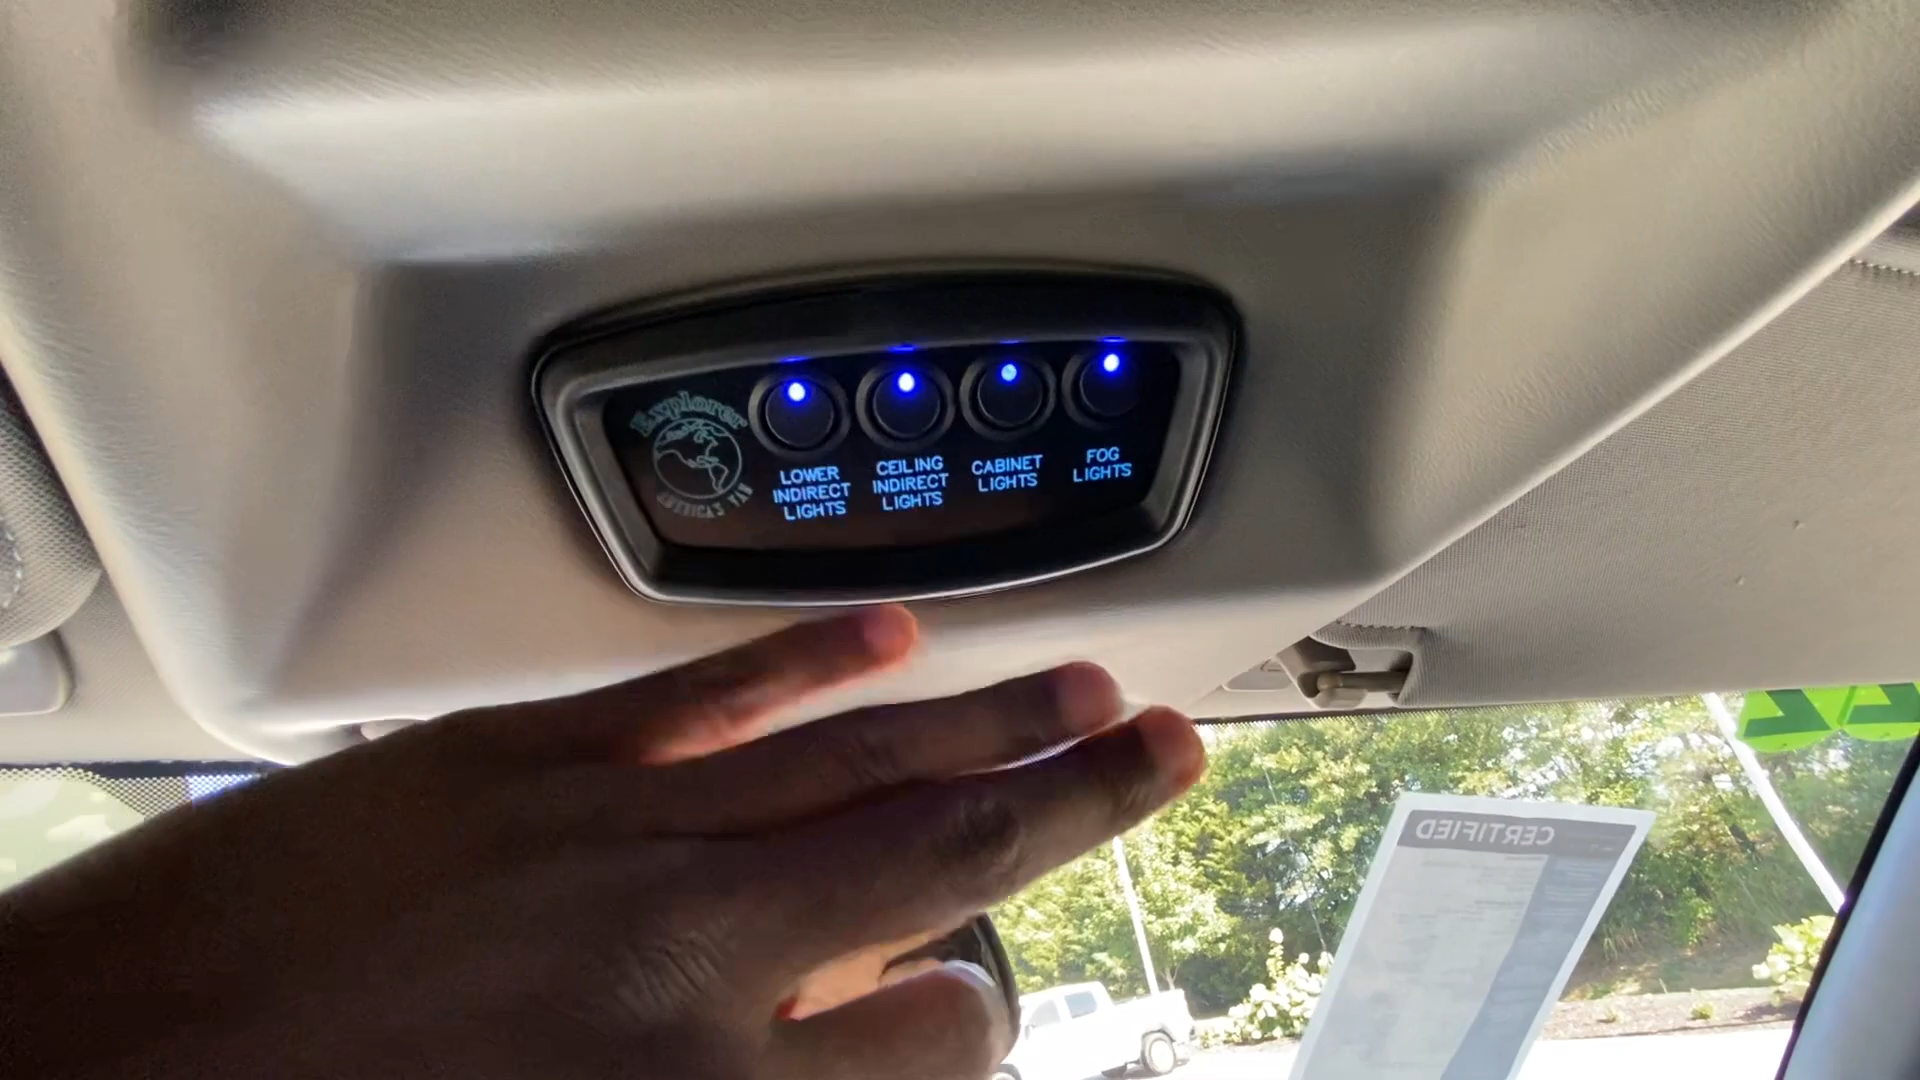 Explorer
AMERICA'S VAN
LOWER
INDIRECT
LIGHTS
CEILING
INDIRECT
LIGHTS
CABINET
LIGHTS
FOG
LIGHTS
CERTIFIED